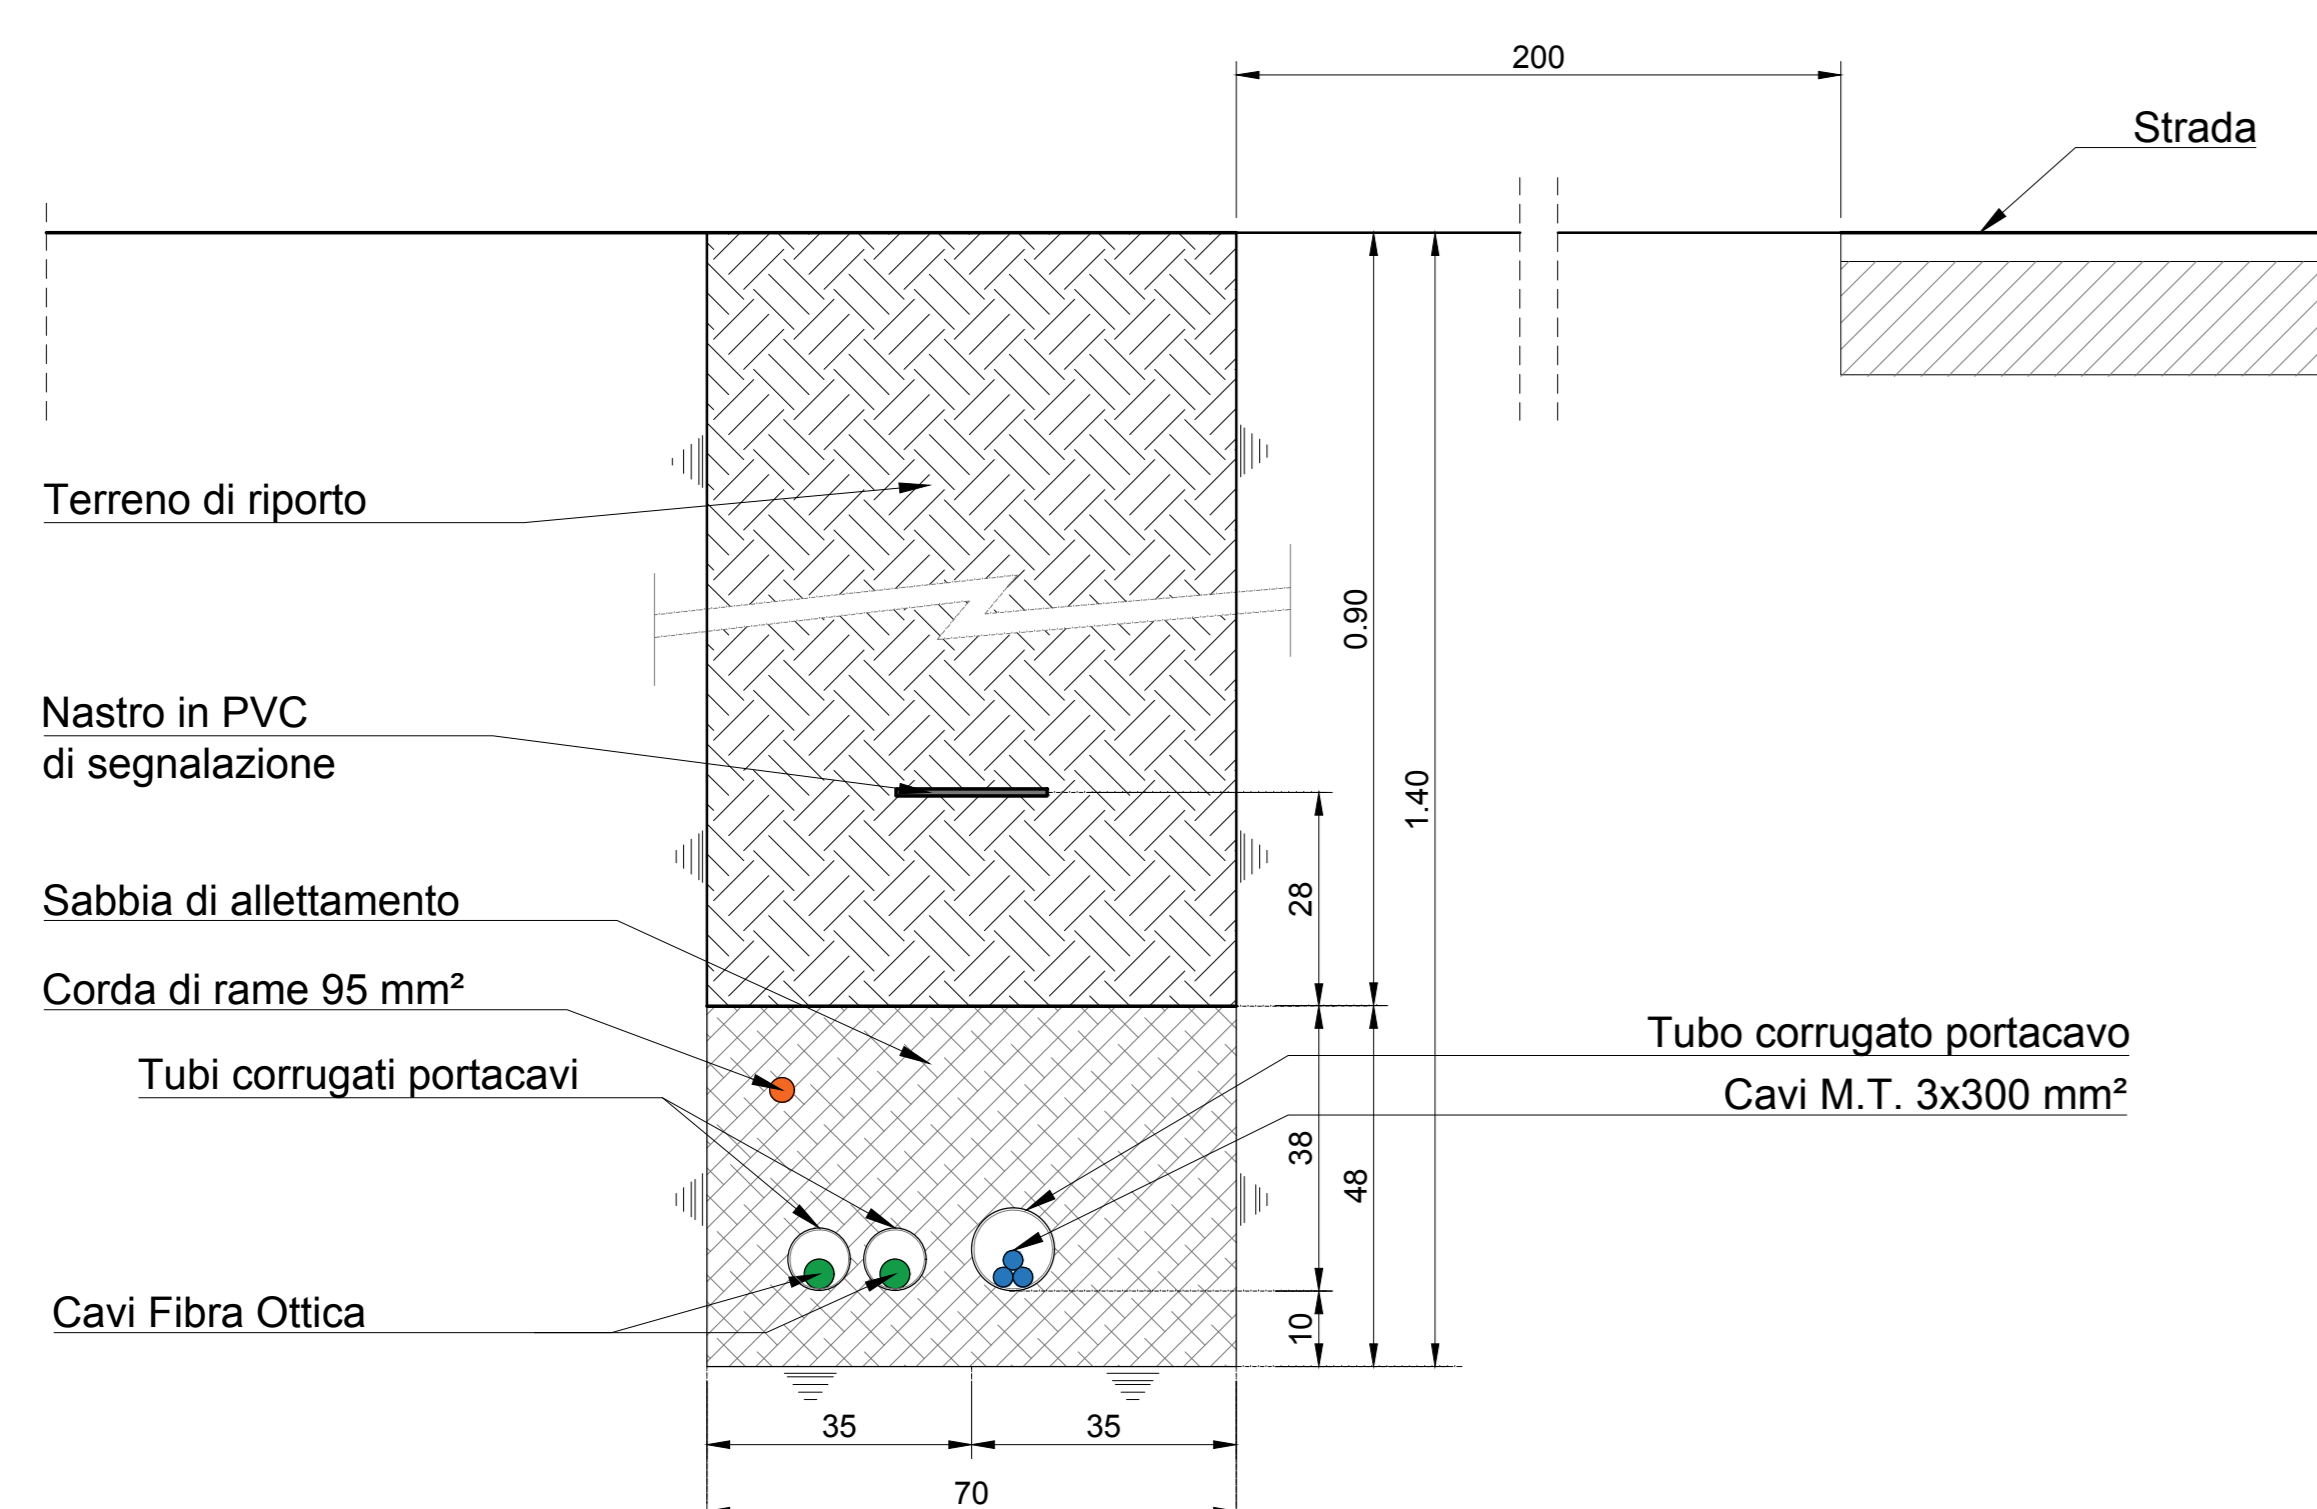 200
Strada
Terreno di riporto
0.90
Nastro in PVC
di segnalazione
1.40
28
Sabbia di allettamento
Corda di rame 95 mm²
Tubo corrugato portacavo
Tubi corrugati portacavi
Cavi M.T. 3x300 mm²
38
48
Cavi Fibra Ottica
10
35
35
70